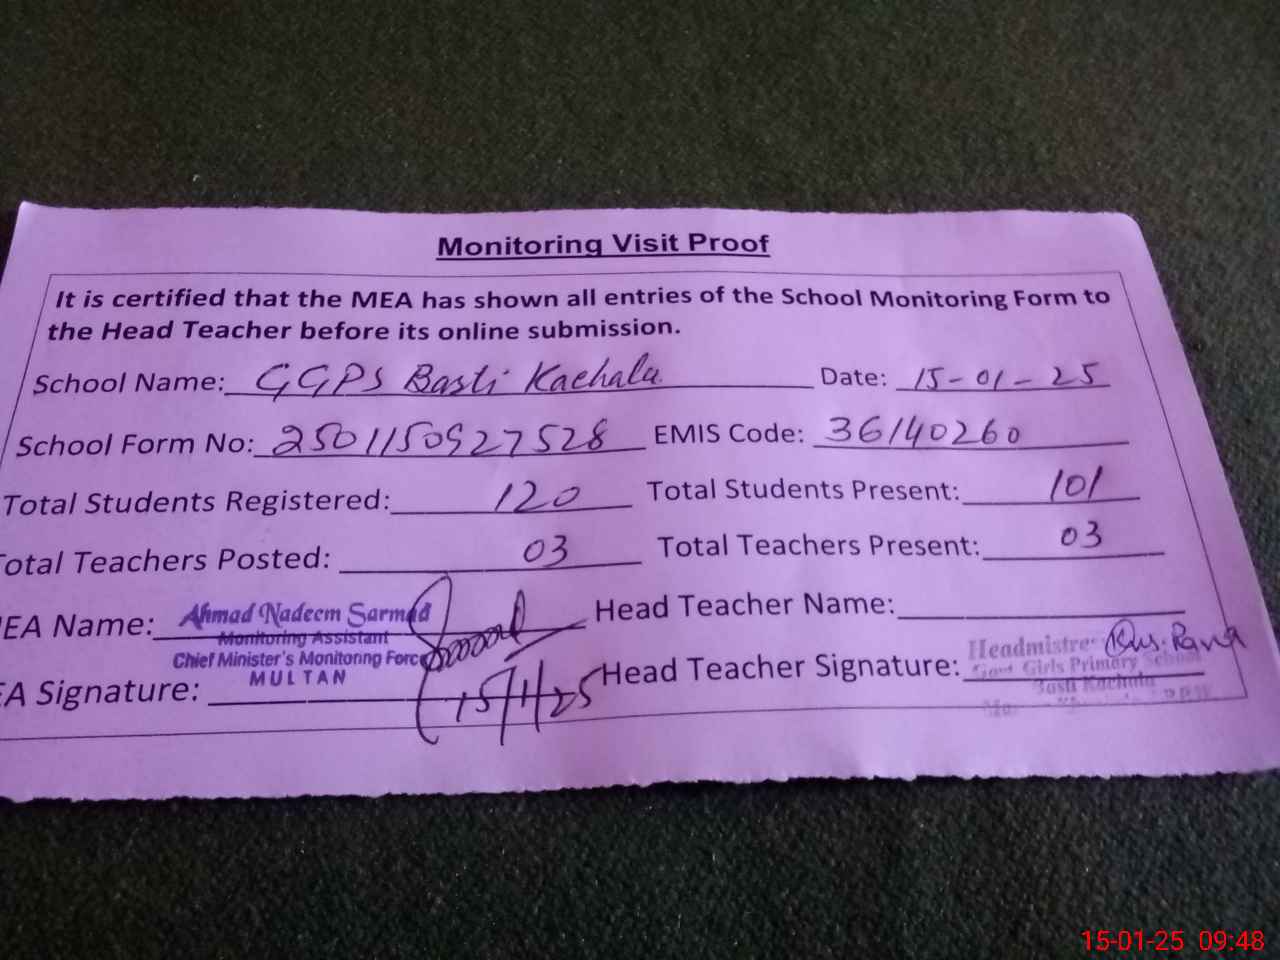 Monitoring Visit Proof
It is certified that the MEA has shown all entries of the School Monitoring Form to
the Head Teacher before its online submission.
School Name: GGPS Basti Kachala Date: 15-01-25
School Form No: 2501150927528 EMIS Code: 36140260
Total Students Registered: 120 Total Students Present: 101
otal Teachers Posted: 03 Total Teachers Present: 03
EA Name: Ahmad Nadeem Sarmad Head Teacher Name:
Monitoring Assistant
Chief Minister's Monitoring Force
MULTAN
EA Signature: 15/1/25 Head Teacher Signature:
Headmistres
Govt Girls Primary School
Basti Kachala
15-01-25 09:48